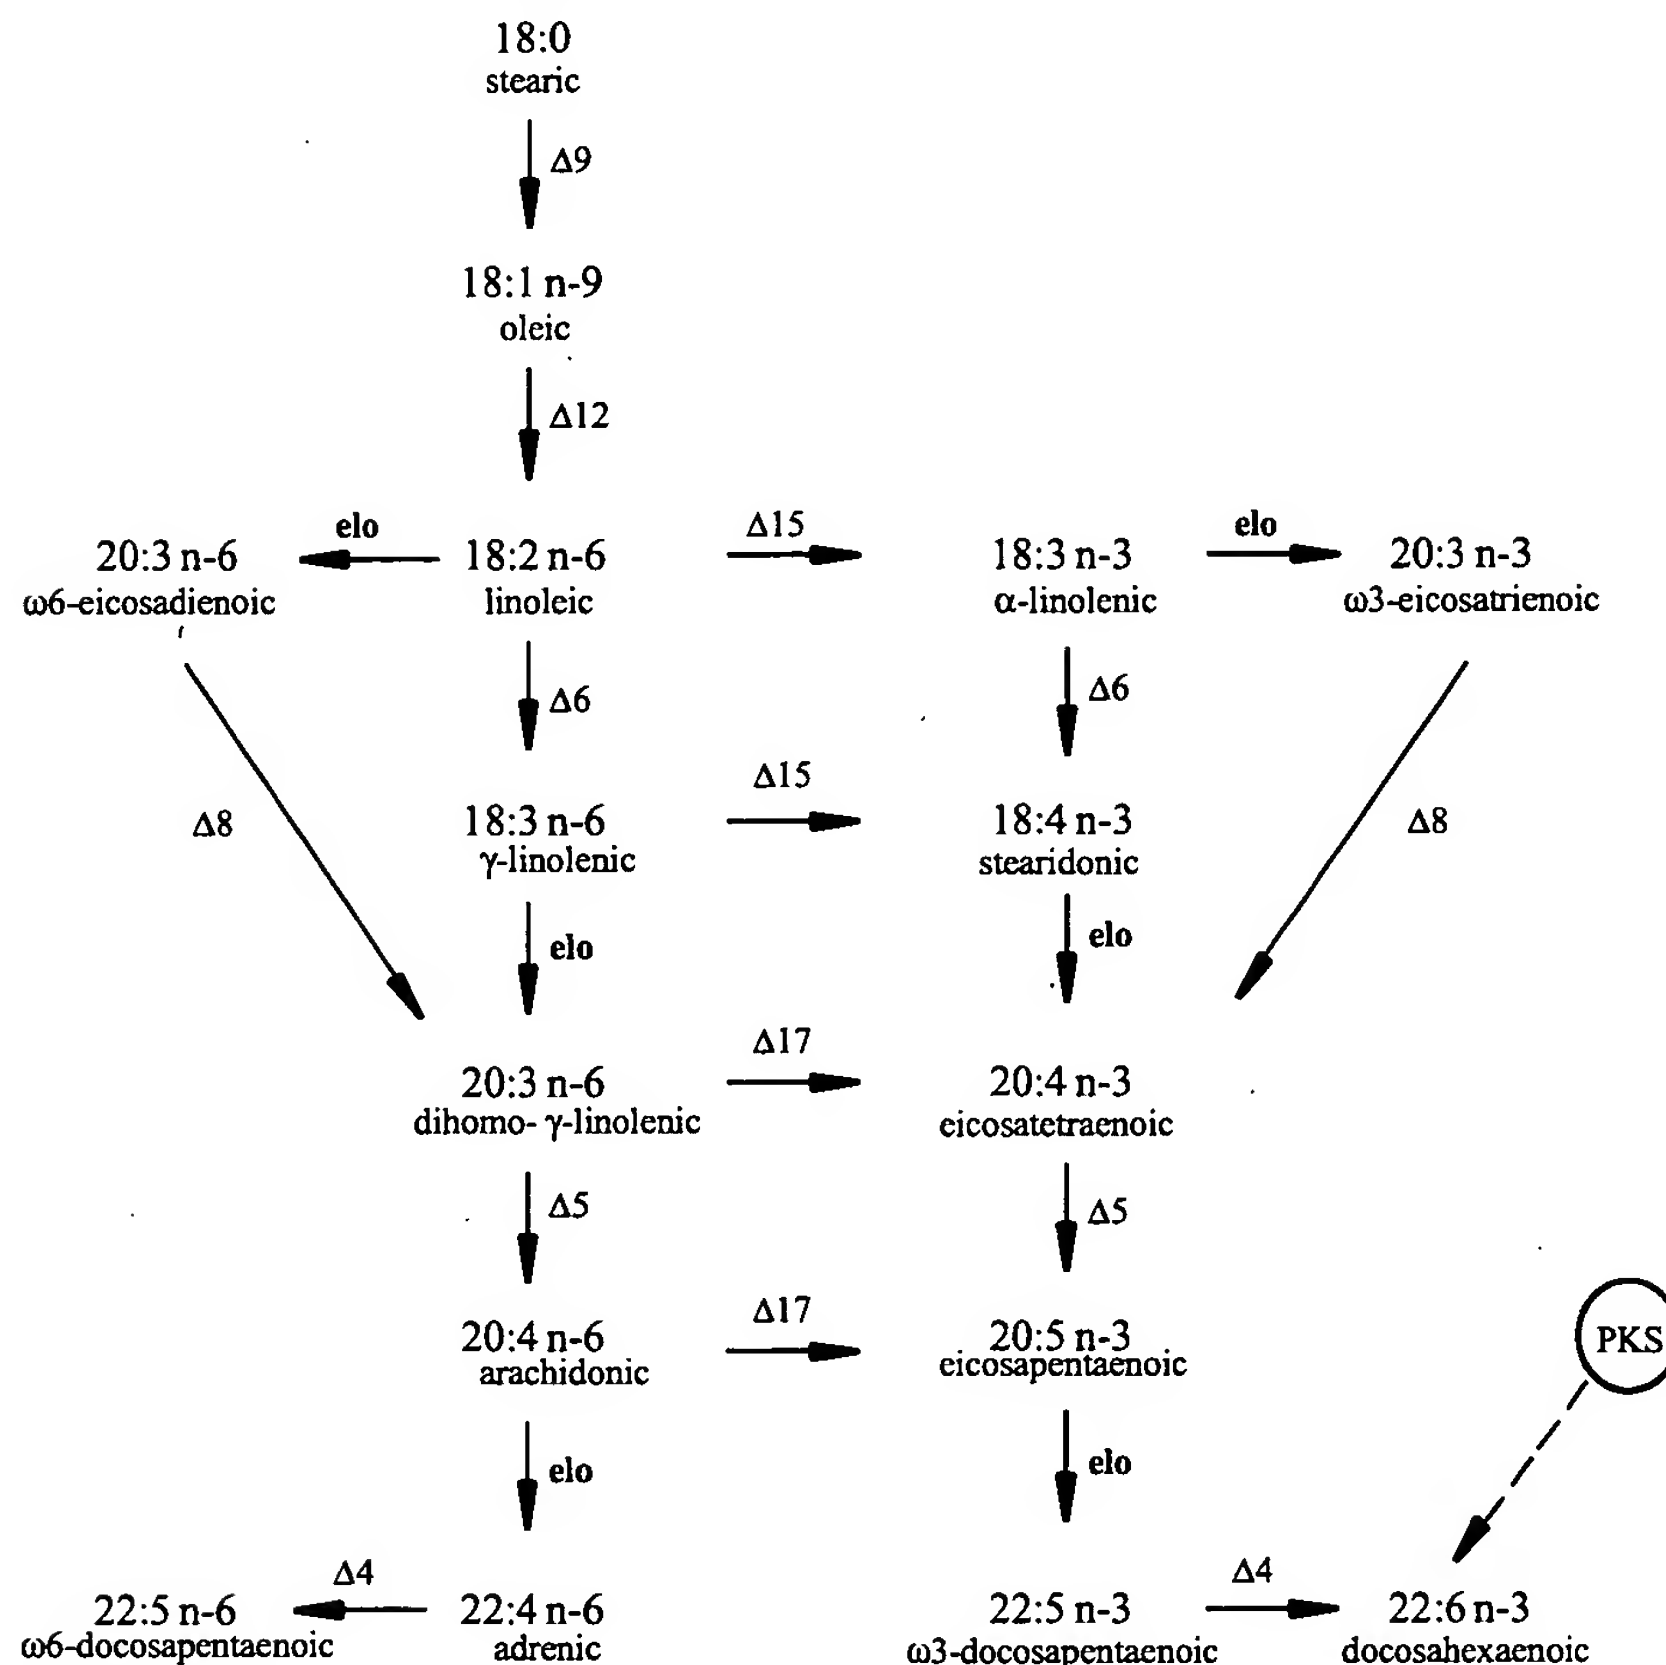 18:0
stearic
Δ9
18:1 n-9
oleic
Δ12
elo
Δ15
elo
20:3 n-6
18:2 n-6
18:3 n-3
20:3 n-3
ω6-eicosadienoic
linoleic
α-linolenic
ω3-eicosatrienoic
Δ6
Δ6
Δ15
Δ8
18:3 n-6
18:4 n-3
Δ8
γ-linolenic
stearidonic
elo
elo
Δ17
20:3 n-6
20:4 n-3
dihomo- γ-linolenic
eicosatetraenoic
Δ5
Δ5
Δ17
20:4 n-6
20:5 n-3
PKS
arachidonic
eicosapentaenoic
elo
elo
Δ4
Δ4
22:5 n-6
22:4 n-6
22:5 n-3
22:6 n-3
ω6-docosapentaenoic
adrenic
ω3-docosapentaenoic
docosahexaenoic